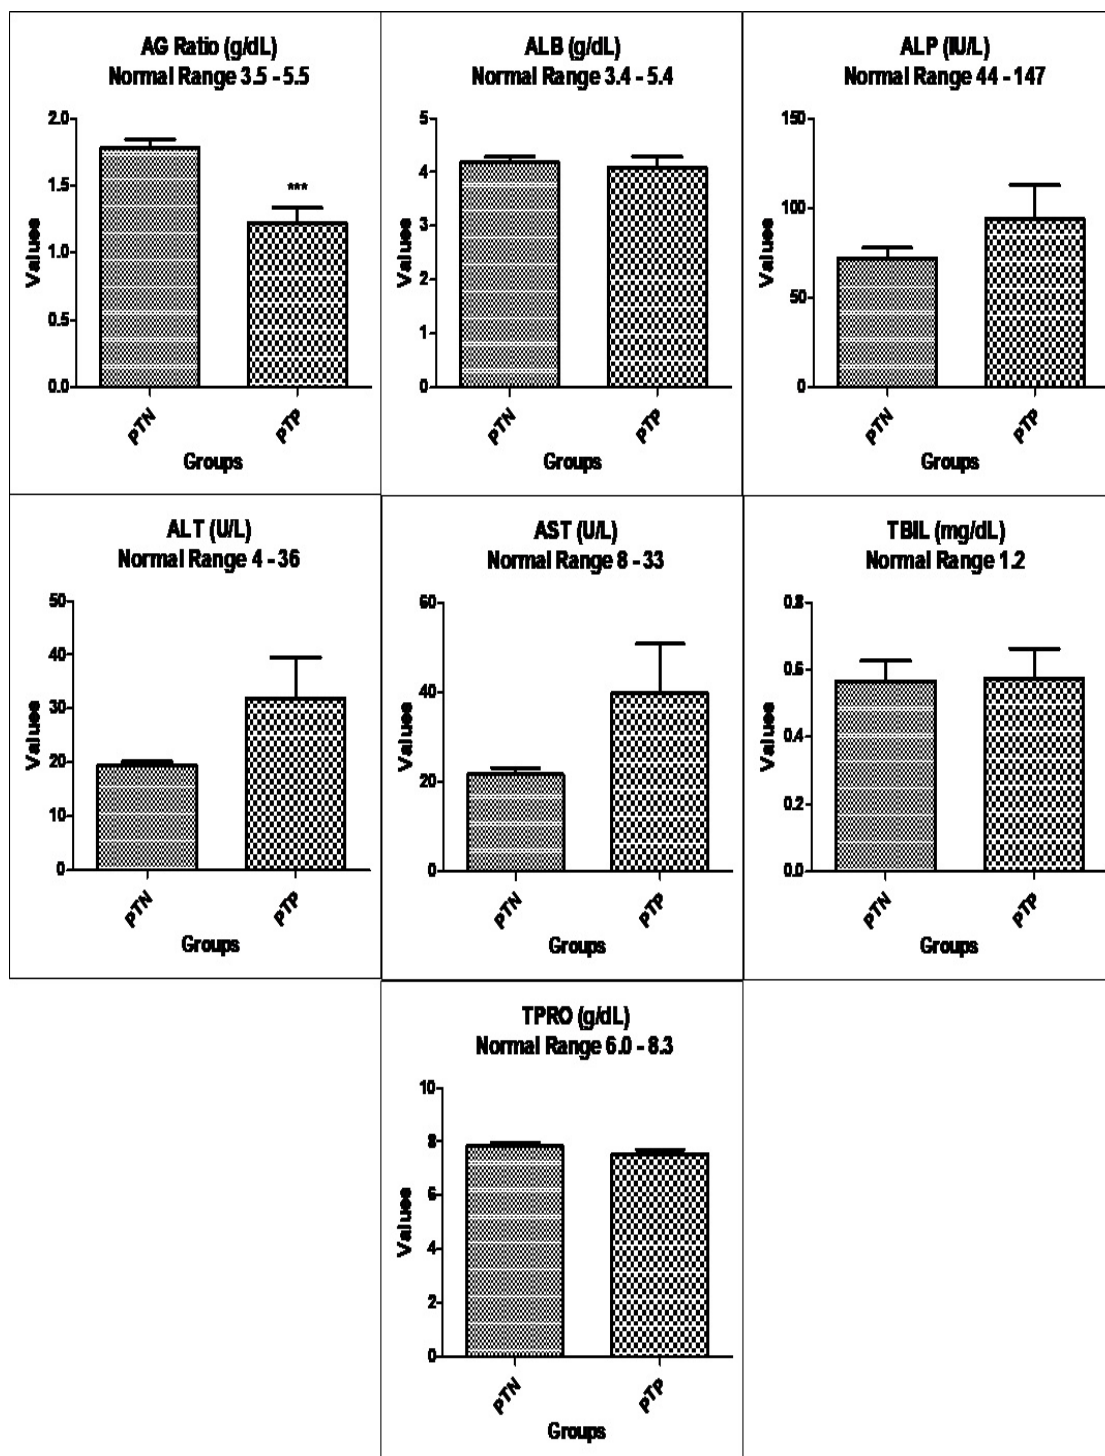 AG Ratio (g/dL)
Normal Range 3.5 - 5.5
2.0
1.5
1.0
0.5
0.0
Values
***
PTN
PTP
Groups
ALB (g/dL)
Normal Range 3.4 - 5.4
5
4
3
2
1
0
Values
PTN
PTP
Groups
ALP (IU/L)
Normal Range 44 - 147
150
100
50
0
Values
PTN
PTP
Groups
ALT (U/L)
Normal Range 4 - 36
50
40
30
20
10
0
Values
PTN
PTP
Groups
AST (U/L)
Normal Range 8 - 33
60
40
20
0
Values
PTN
PTP
Groups
TBIL (mg/dL)
Normal Range 1.2
0.8
0.6
0.4
0.2
0.0
Values
PTN
PTP
Groups
TPRO (g/dL)
Normal Range 6.0 - 8.3
10
8
6
4
2
0
Values
PTN
PTP
Groups